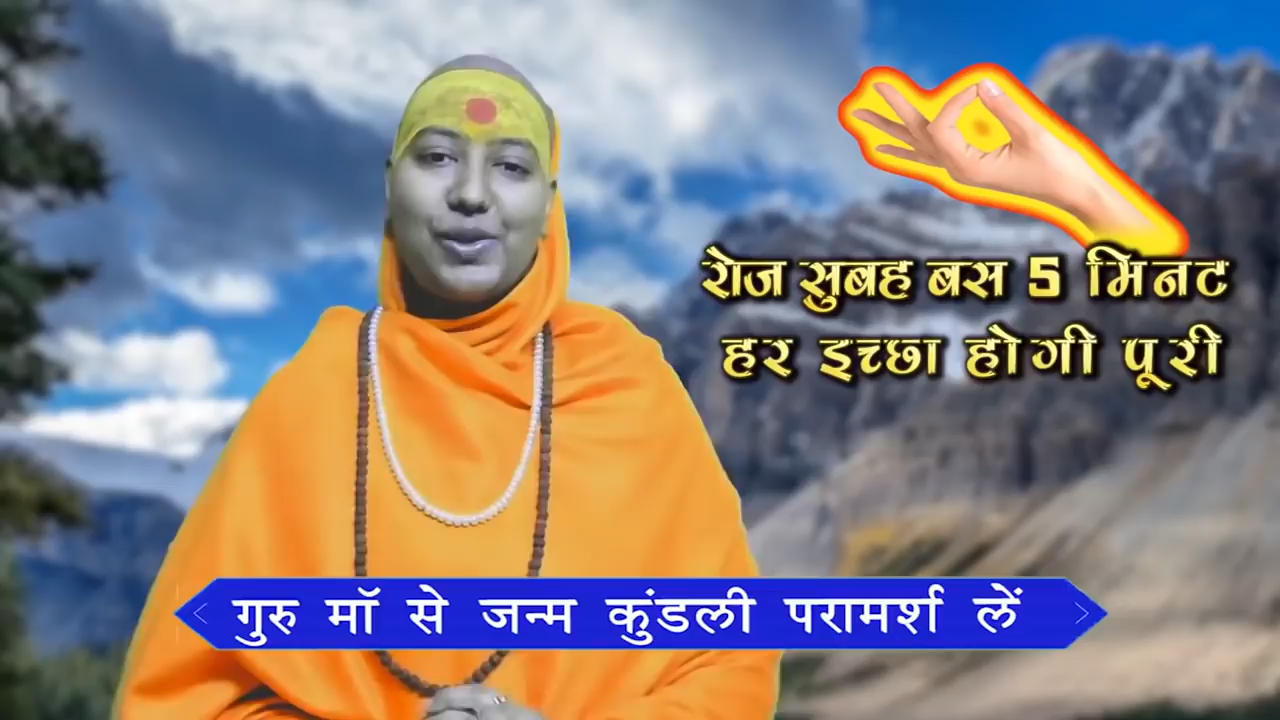 रोज सुबह बस 5 मिनट
हर इच्छा होगी पूरी
गुरु मॉ से जन्म कुंडली परामर्श लें